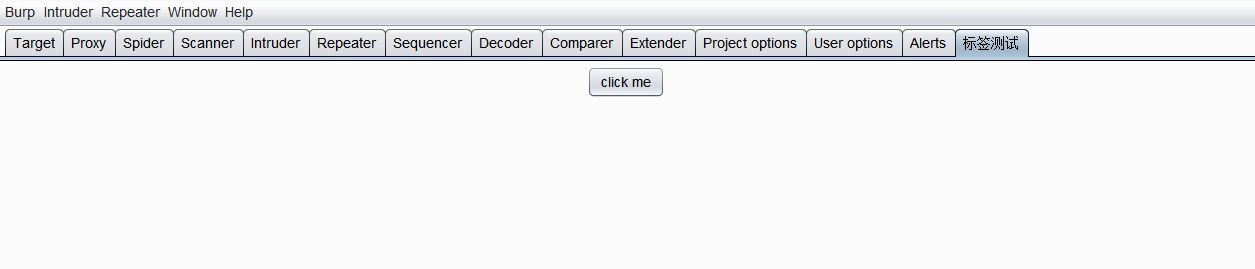 Burp Intruder Repeater Window Help
Target Proxy Spider Scanner Intruder Repeater Sequencer Decoder Comparer Extender Project options User options Alerts 标签测试
click me